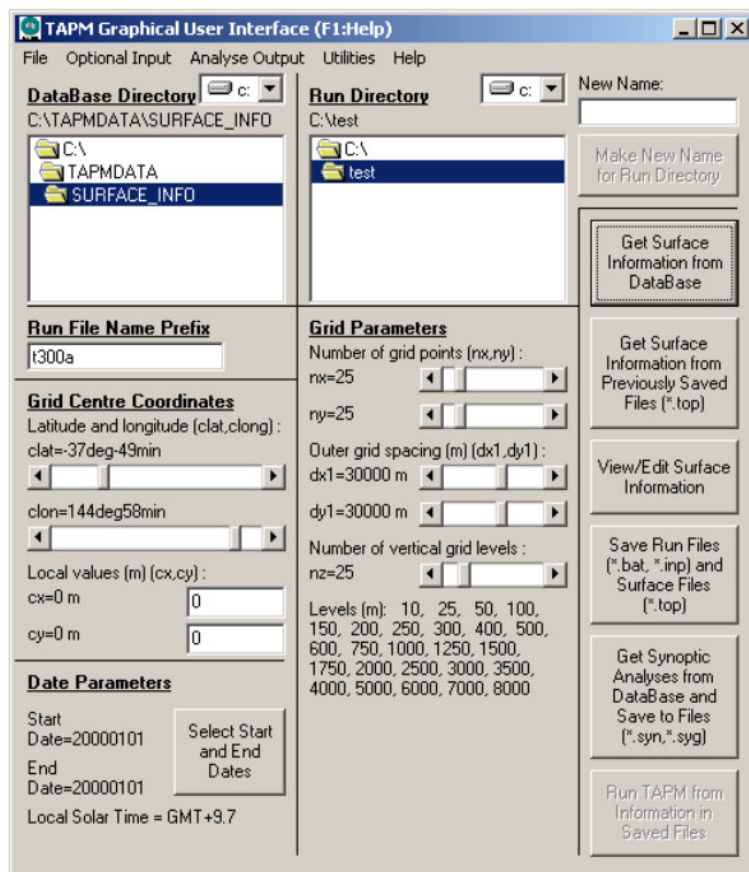 TAPM Graphical User Interface (F1:Help)
File Optional Input Analyse Output Utilities Help
DataBase Directory
c:
C:\TAPMDATA\SURFACE_INFO
C:\
TAPMDATA
SURFACE_INFO
Run Directory
c:
C:\test
C:\
test
New Name:
Make New Name
for Run Directory
Run File Name Prefix
t300a
Grid Centre Coordinates
Latitude and longitude (clat,clong) :
clat=-37deg-49min
clon=144deg58min
Local values (m) (cx,cy) :
cx=0 m
0
cy=0 m
0
Date Parameters
Start
Date=20000101
End
Date=20000101
Select Start
and End
Dates
Local Solar Time = GMT+9.7
Grid Parameters
Number of grid points (nx,ny) :
nx=25
ny=25
Outer grid spacing (m) (dx1,dy1) :
dx1=30000 m
dy1=30000 m
Number of vertical grid levels :
nz=25
Levels (m): 10, 25, 50, 100,
150, 200, 250, 300, 400, 500,
600, 750, 1000, 1250, 1500,
1750, 2000, 2500, 3000, 3500,
4000, 5000, 6000, 7000, 8000
Get Surface
Information from
DataBase
Get Surface
Information from
Previously Saved
Files (*.top)
View/Edit Surface
Information
Save Run Files
(*.bat, *.inp) and
Surface Files
(*.top)
Get Synoptic
Analyses from
DataBase and
Save to Files
(*.syn,*.syg)
Run TAPM from
Information in
Saved Files